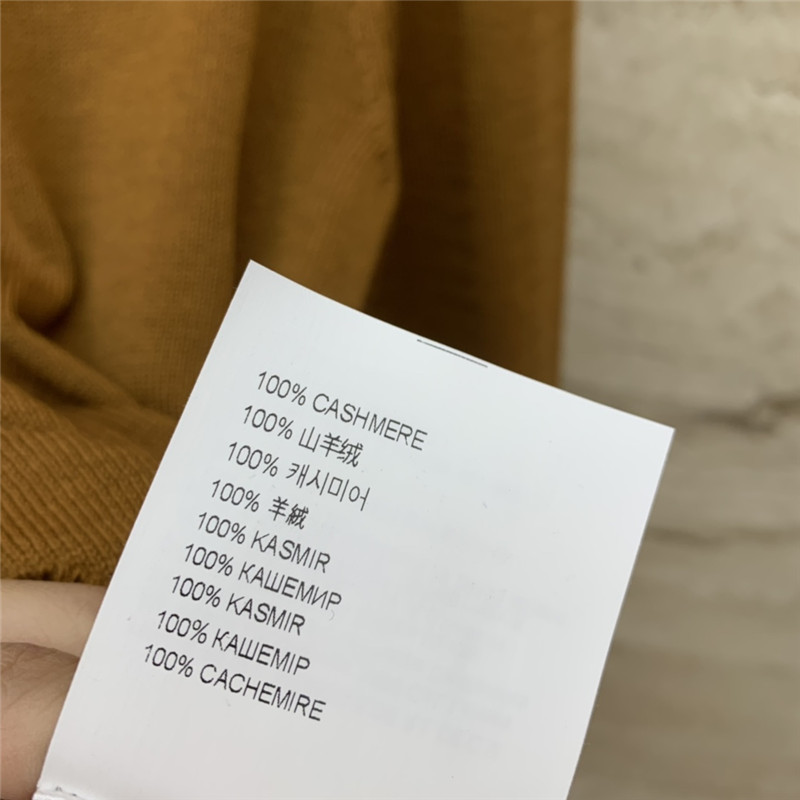 100% CASHMERE
100% 山羊绒
100% 캐시미어
100% 羊絨
100% KASMIR
100% КАШЕМИР
100% KASMIR
100% КАШЕМІР
100% CACHEMIRE